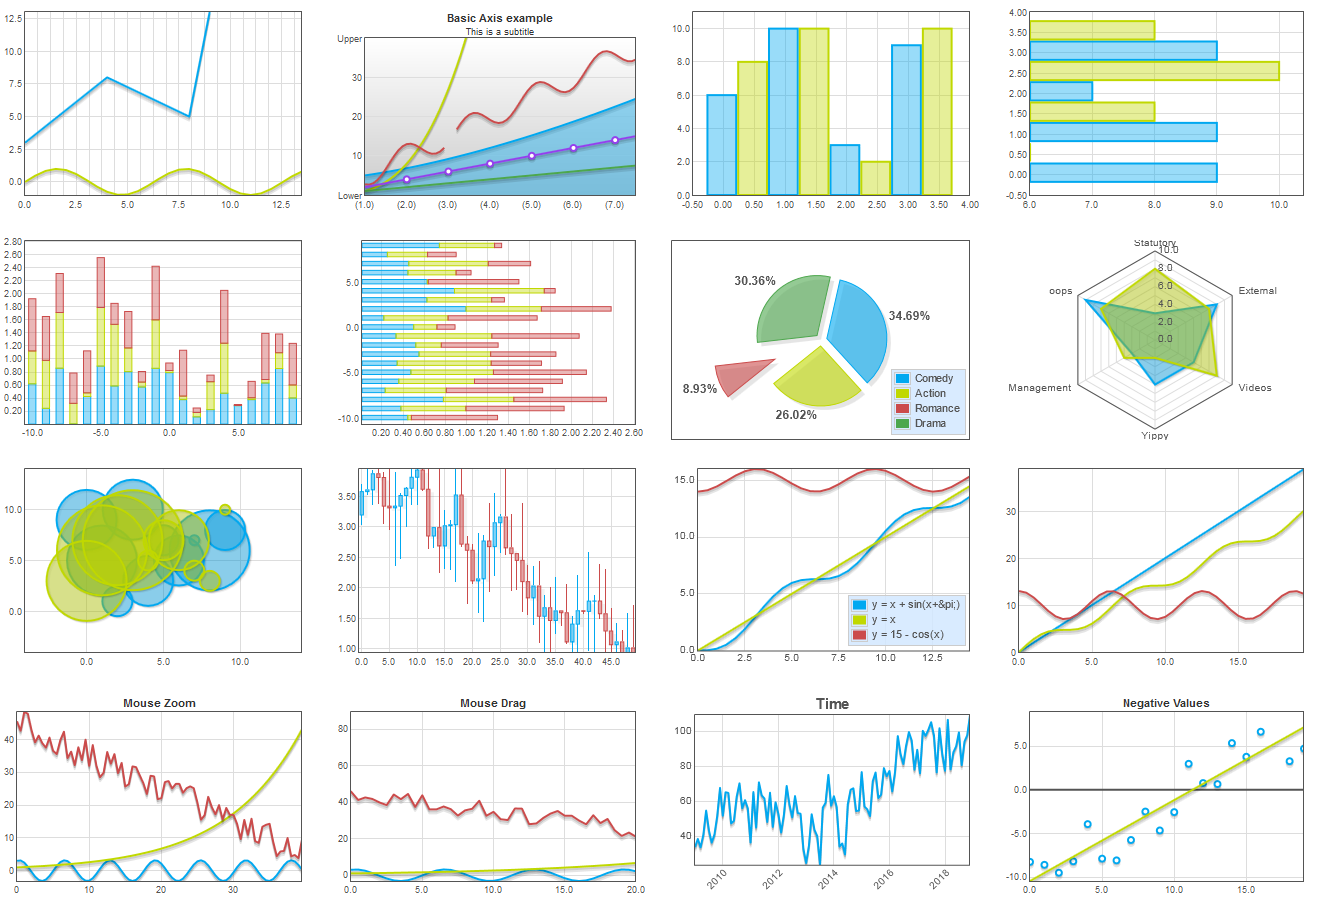 12.5
10.0
7.5
5.0
2.5
0.0
0.0 2.5 5.0 7.5 10.0 12.5
Basic Axis example
This is a subtitle
Upper
30
20
10
Lower
(1.0) (2.0) (3.0) (4.0) (5.0) (6.0) (7.0)
10.0
8.0
6.0
4.0
2.0
0.0
-0.50 0.00 0.50 1.00 1.50 2.00 2.50 3.00 3.50 4.00
4.00
3.50
3.00
2.50
2.00
1.50
1.00
0.50
0.00
-0.50
6.0 7.0 8.0 9.0 10.0
2.80
2.60
2.40
2.20
2.00
1.80
1.60
1.40
1.20
1.00
0.80
0.60
0.40
0.20
-10.0 -5.0 0.0 5.0
5.0
0.0
-5.0
-10.0
0.20 0.40 0.60 0.80 1.00 1.20 1.40 1.60 1.80 2.00 2.20 2.40 2.60
30.36%
34.69%
8.93%
26.02%
Comedy
Action
Romance
Drama
Statutory
10.0
8.0
6.0
4.0
2.0
0.0
oops
External
Management
Videos
Yippy
10.0
5.0
0.0
0.0 5.0 10.0
3.50
3.00
2.50
2.00
1.50
1.00
0.0 5.0 10.0 15.0 20.0 25.0 30.0 35.0 40.0 45.0
15.0
10.0
5.0
0.0
y = x + sin(x+&pi;)
y = x
y = 15 - cos(x)
0.0 2.5 5.0 7.5 10.0 12.5
30
20
10
0
0.0 5.0 10.0 15.0
Mouse Zoom
40
30
20
10
0
0 10 20 30
Mouse Drag
80
60
40
20
0
0.0 5.0 10.0 15.0 20.0
Time
100
80
60
40
2010 2012 2014 2016 2018
Negative Values
5.0
0.0
-5.0
-10.0
0.0 5.0 10.0 15.0